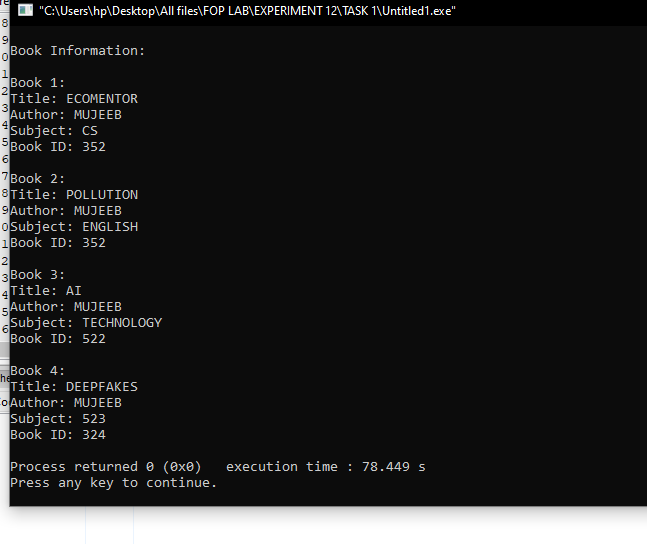 "C:\Users\hp\Desktop\All files\FOP LAB\EXPERIMENT 12\TASK 1\Untitled1.exe"
Book Information:
Book 1:
Title: ECOMENTOR
Author: MUJEEB
Subject: CS
Book ID: 352
Book 2:
Title: POLLUTION
Author: MUJEEB
Subject: ENGLISH
Book ID: 352
Book 3:
Title: AI
Author: MUJEEB
Subject: TECHNOLOGY
Book ID: 522
Book 4:
Title: DEEPFAKES
Author: MUJEEB
Subject: 523
Book ID: 324
Process returned 0 (0x0)   execution time : 78.449 s
Press any key to continue.